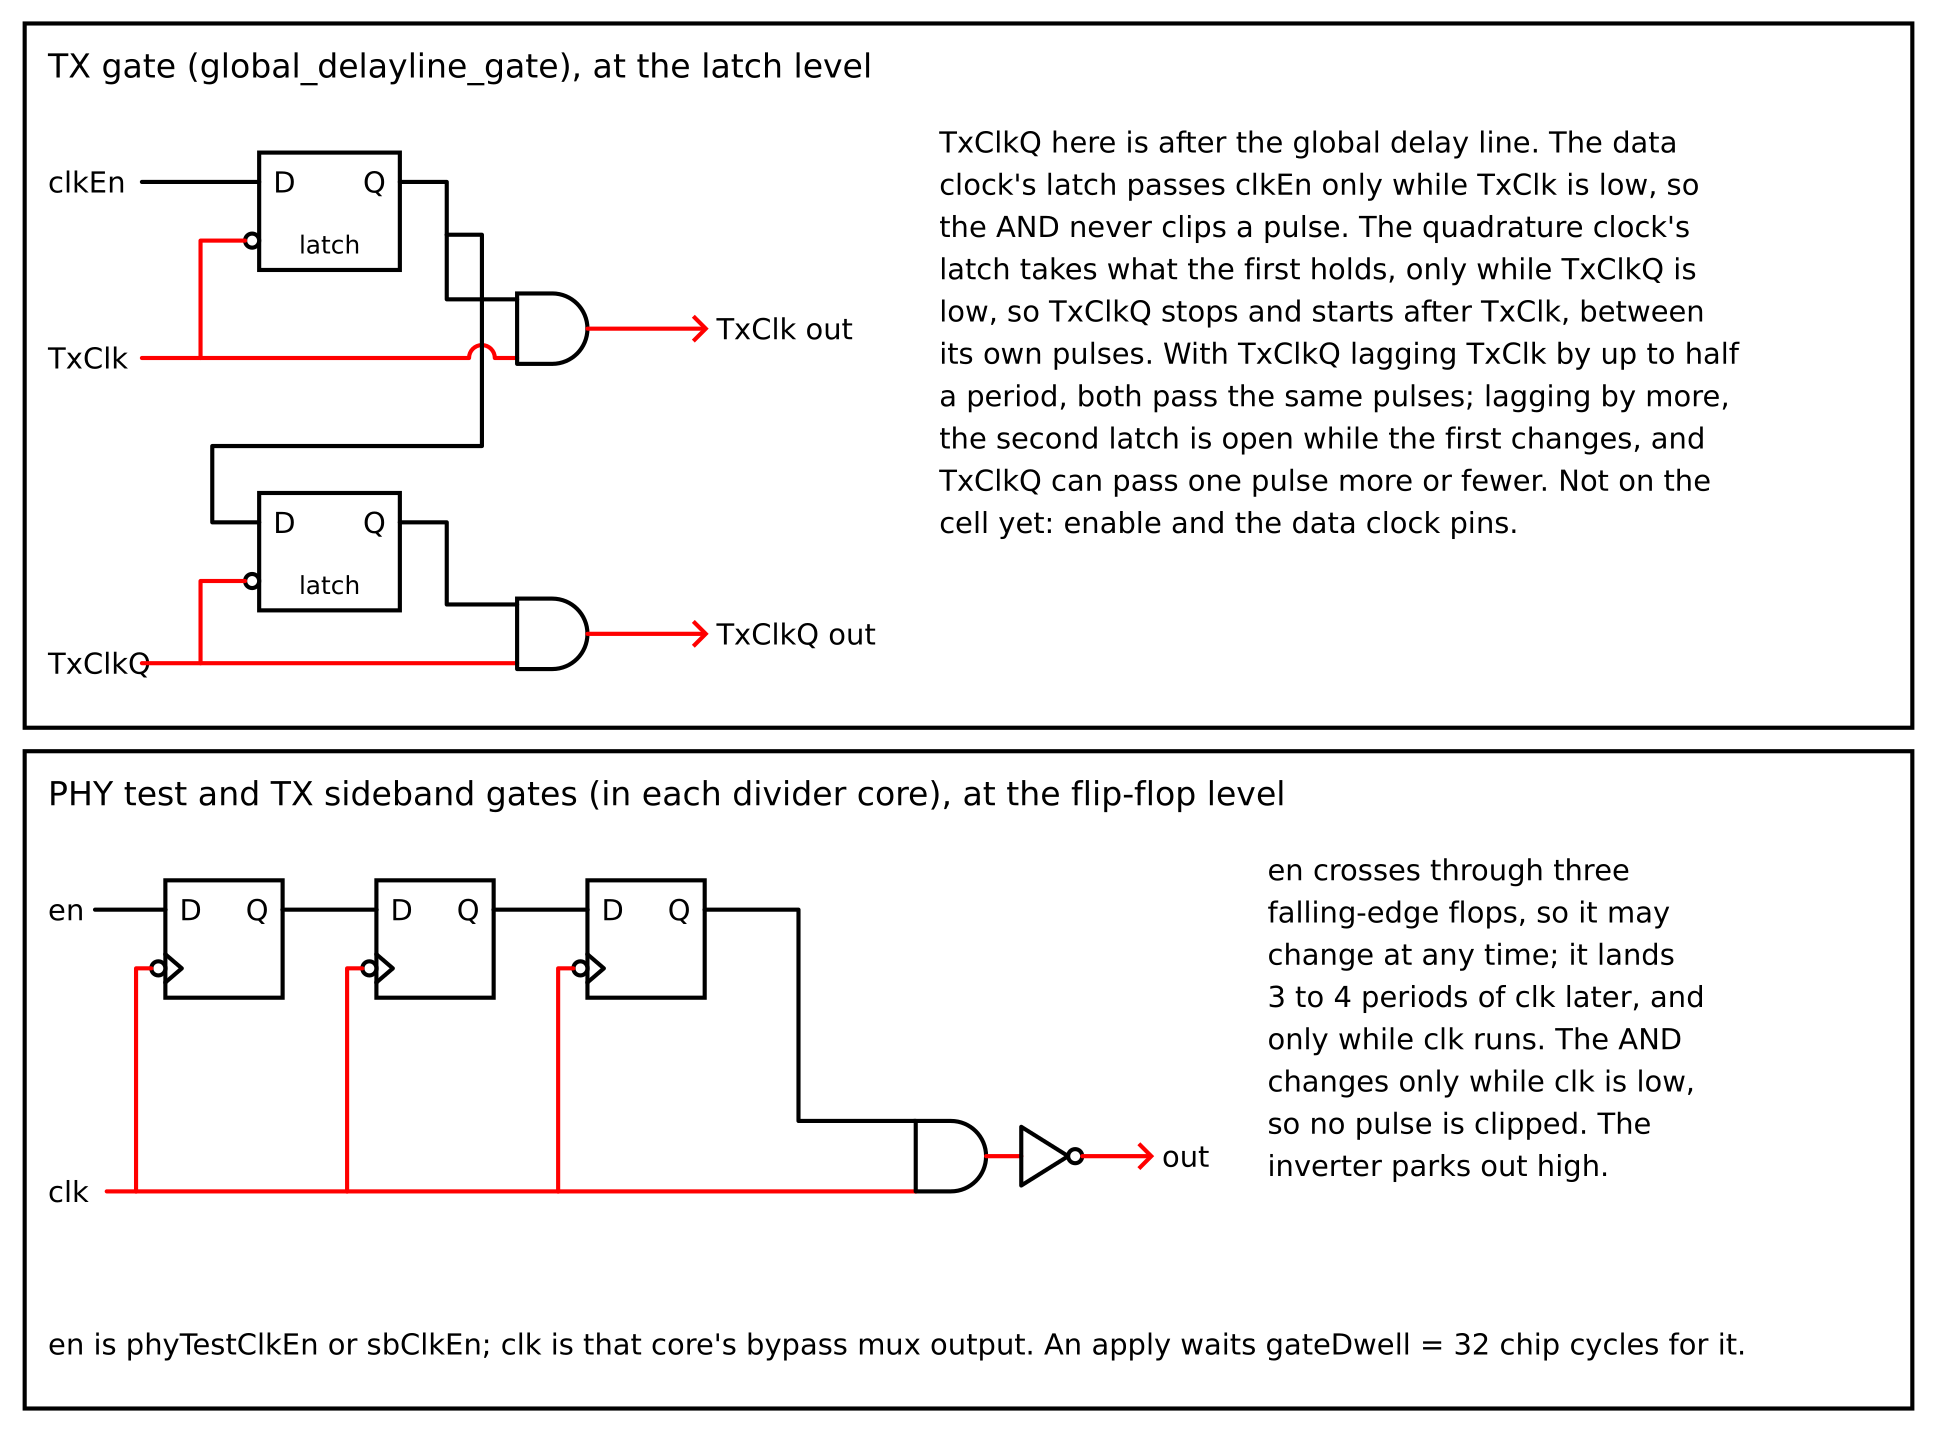 TX gate (global_delayline_gate), at the latch level
clkEn
D
Q
latch
TxClk
TxClk out
D
Q
latch
TxClkQ
TxClkQ out
TxClkQ here is after the global delay line. The data
clock's latch passes clkEn only while TxClk is low, so
the AND never clips a pulse. The quadrature clock's
latch takes what the first holds, only while TxClkQ is
low, so TxClkQ stops and starts after TxClk, between
its own pulses. With TxClkQ lagging TxClk by up to half
a period, both pass the same pulses; lagging by more,
the second latch is open while the first changes, and
TxClkQ can pass one pulse more or fewer. Not on the
cell yet: enable and the data clock pins.
PHY test and TX sideband gates (in each divider core), at the flip-flop level
en
D
Q
D
Q
D
Q
clk
out
en crosses through three
falling-edge flops, so it may
change at any time; it lands
3 to 4 periods of clk later, and
only while clk runs. The AND
changes only while clk is low,
so no pulse is clipped. The
inverter parks out high.
en is phyTestClkEn or sbClkEn; clk is that core's bypass mux output. An apply waits gateDwell = 32 chip cycles for it.